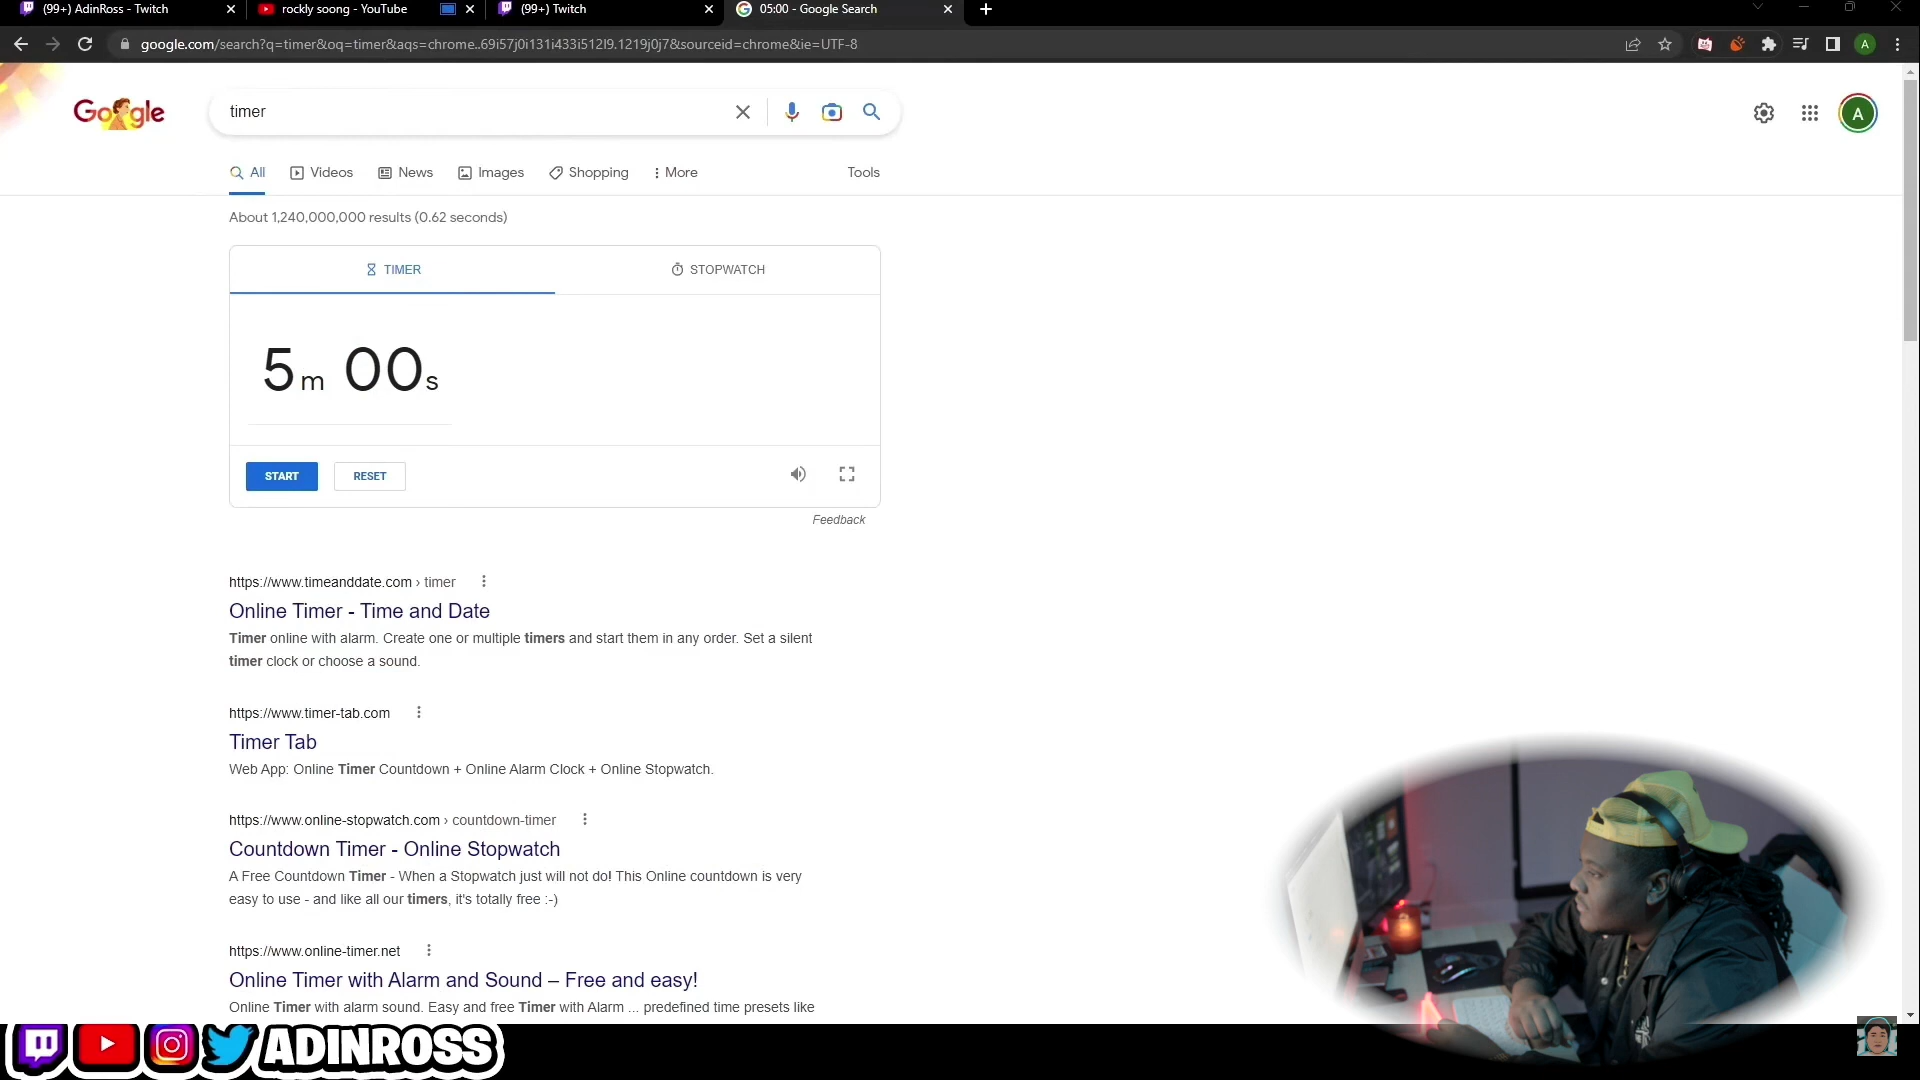 (99+) AdinRoss - Twitch
rockly soong - YouTube
(99+) Twitch
05:00 - Google Search
google.com/search?q=timer&oq=timer&aqs=chrome..69i57j0i131i433i512l9.1219j0j7&sourceid=chrome&ie=UTF-8
A
Google
timer
A
All
Videos
News
Images
Shopping
More
Tools
About 1,240,000,000 results (0.62 seconds)
TIMER
STOPWATCH
5m 00s
START
RESET
Feedback
https://www.timeanddate.com › timer
Online Timer - Time and Date
Timer online with alarm. Create one or multiple timers and start them in any order. Set a silent
timer clock or choose a sound.
https://www.timer-tab.com
Timer Tab
Web App: Online Timer Countdown + Online Alarm Clock + Online Stopwatch.
https://www.online-stopwatch.com › countdown-timer
Countdown Timer - Online Stopwatch
A Free Countdown Timer - When a Stopwatch just will not do! This Online countdown is very
easy to use - and like all our timers, it's totally free :-)
https://www.online-timer.net
Online Timer with Alarm and Sound – Free and easy!
Online Timer with alarm sound. Easy and free Timer with Alarm ... predefined time presets like
ADINROSS